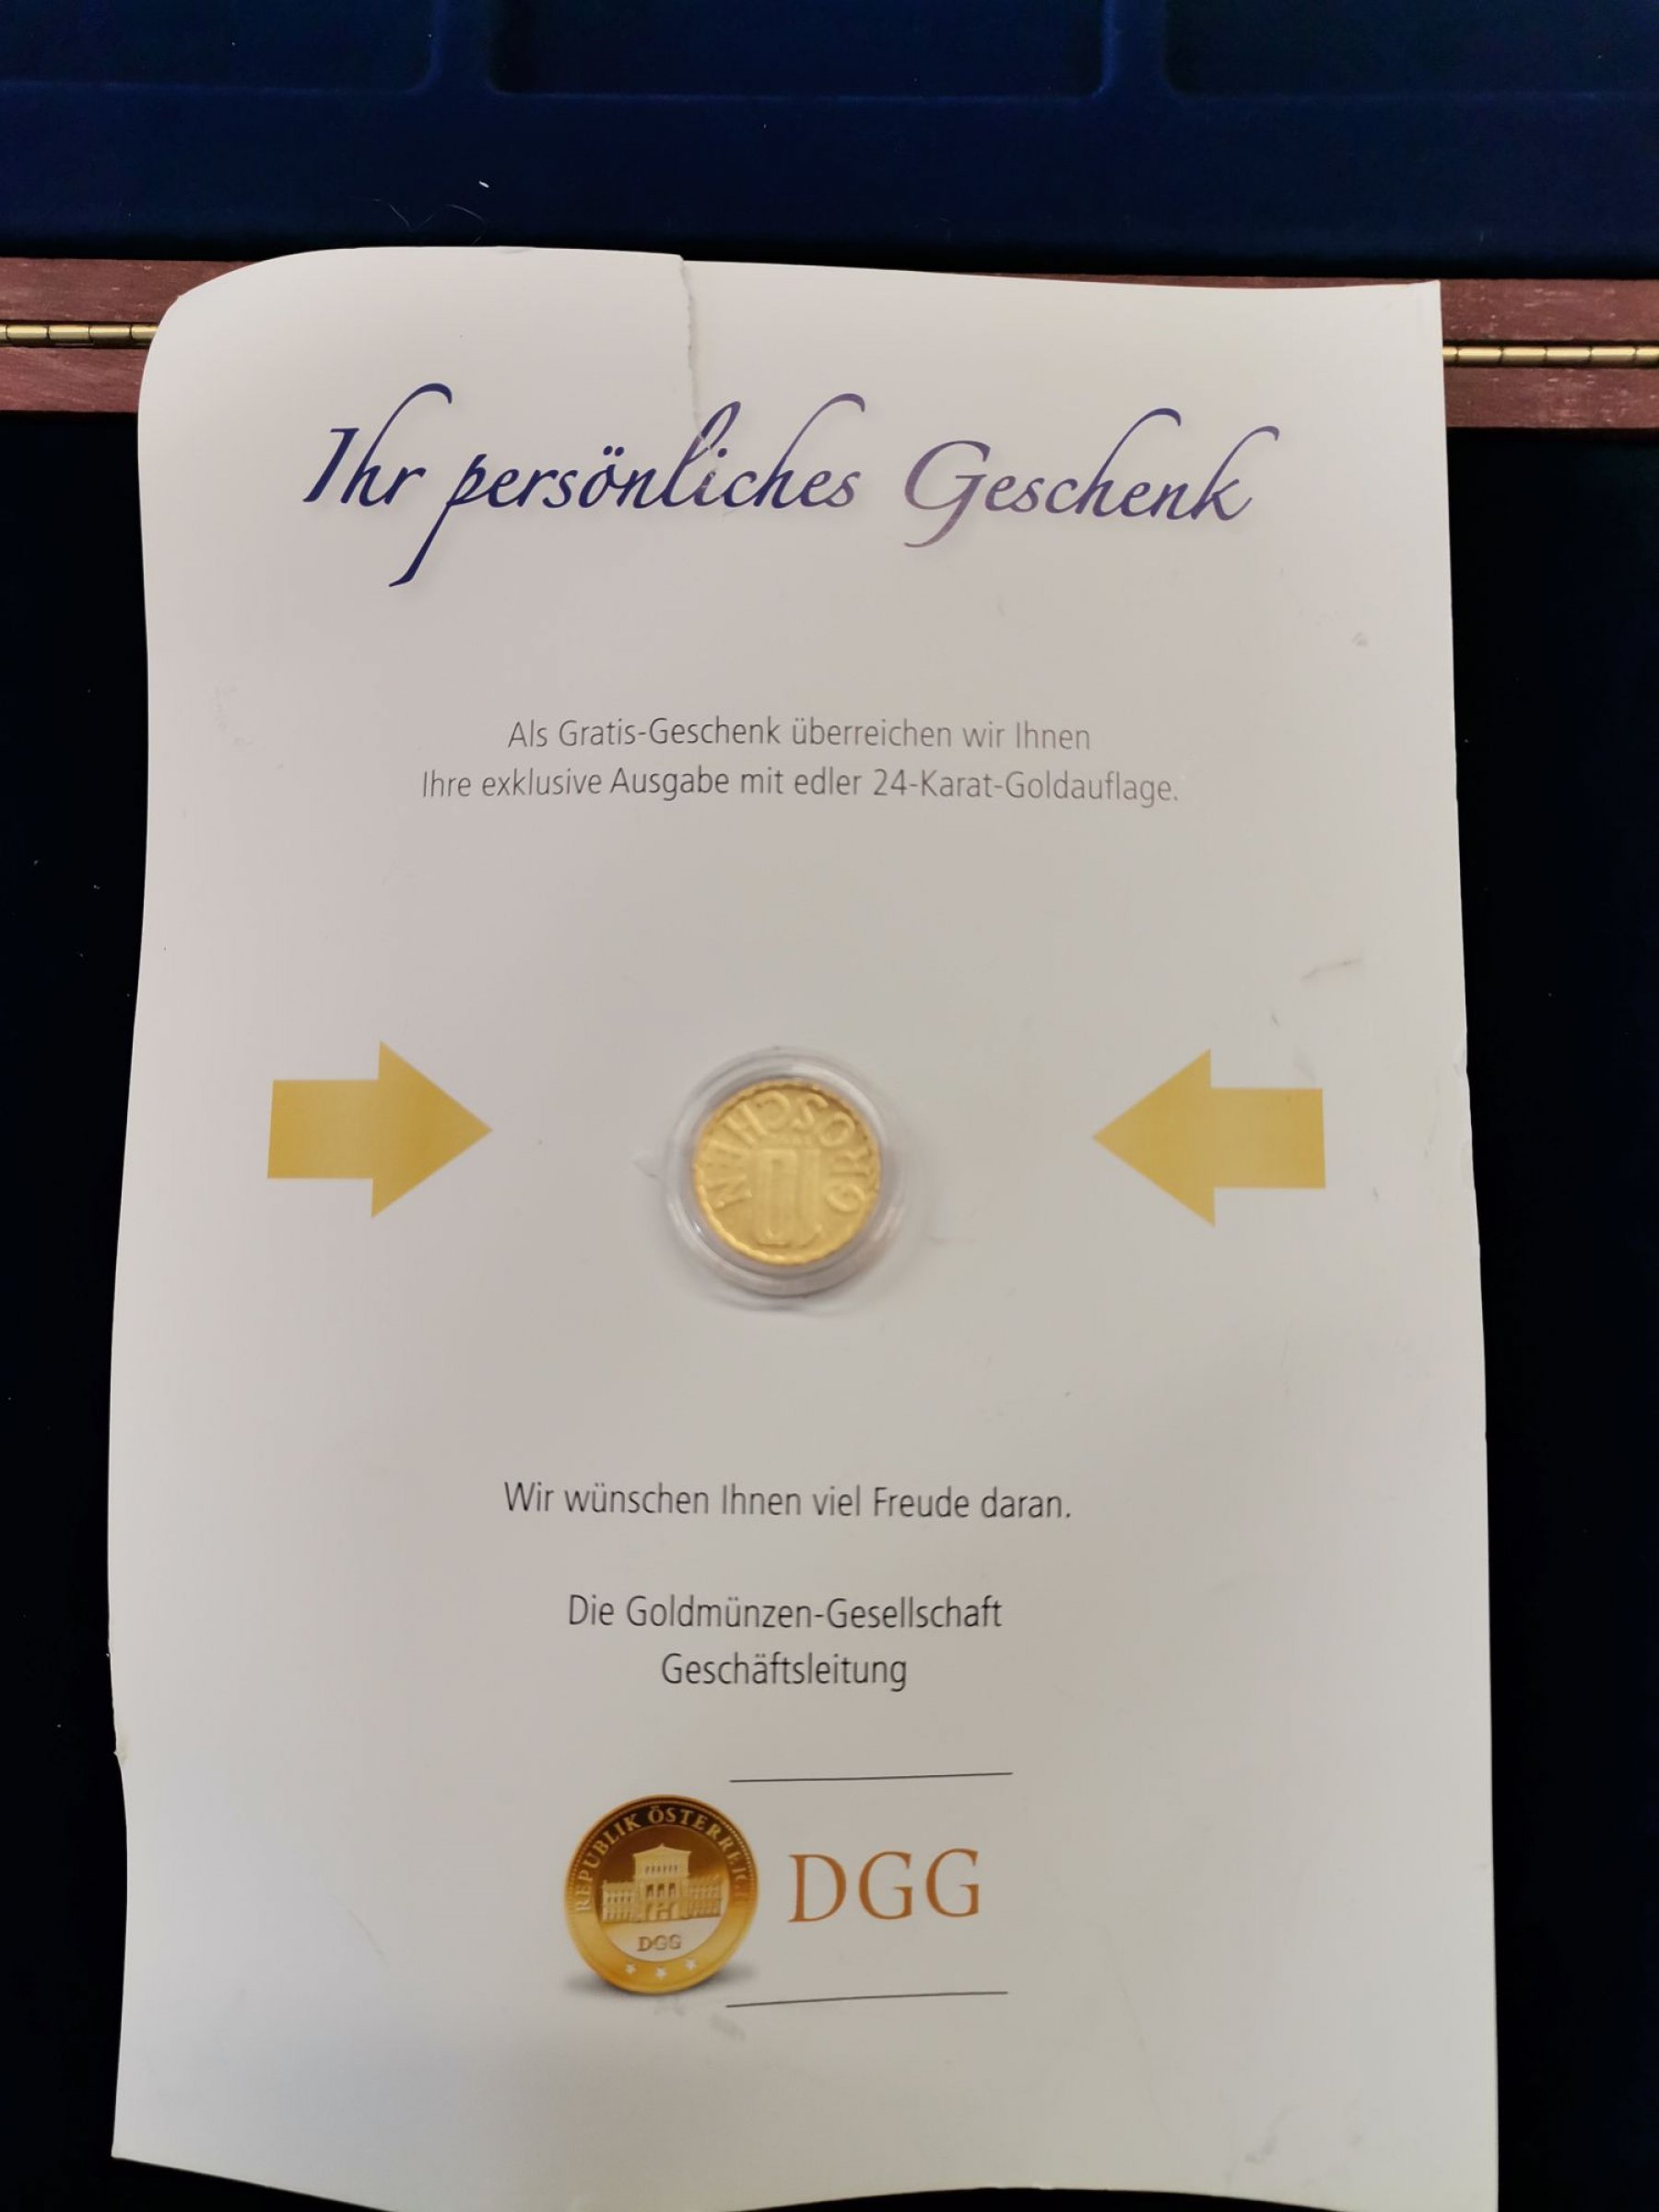 Ihr persönliches Geschenk
Als Gratis-Geschenk überreichen wir Ihnen
Ihre exklusive Ausgabe mit edler 24-Karat-Goldauflage.
GROSCHEN
10
Wir wünschen Ihnen viel Freude daran.
Die Goldmünzen-Gesellschaft
Geschäftsleitung
REPUBLIK ÖSTERREICH
DGG
DGG